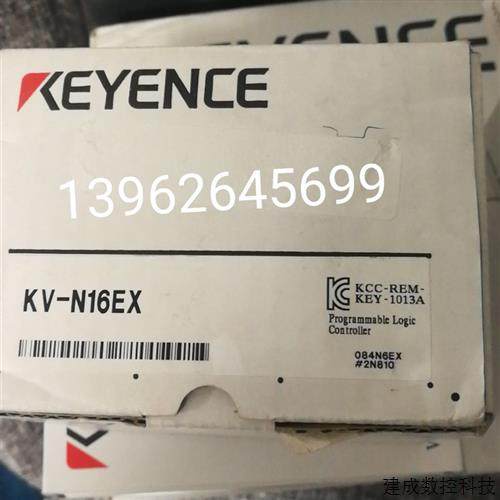 KEYENCE
13962645699
KV-N16EX
KCC-REM-
KEY-1013A
Programmable Logic
Controller
084N6EX
#2N810
建成数控科技